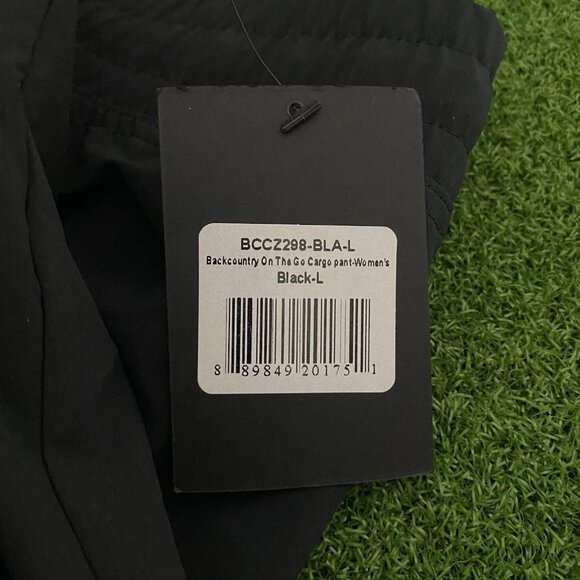 BCCZ298-BLA-L
Backcountry On The Go Cargo pant-Women's
Black-L
8 89849 20175 1